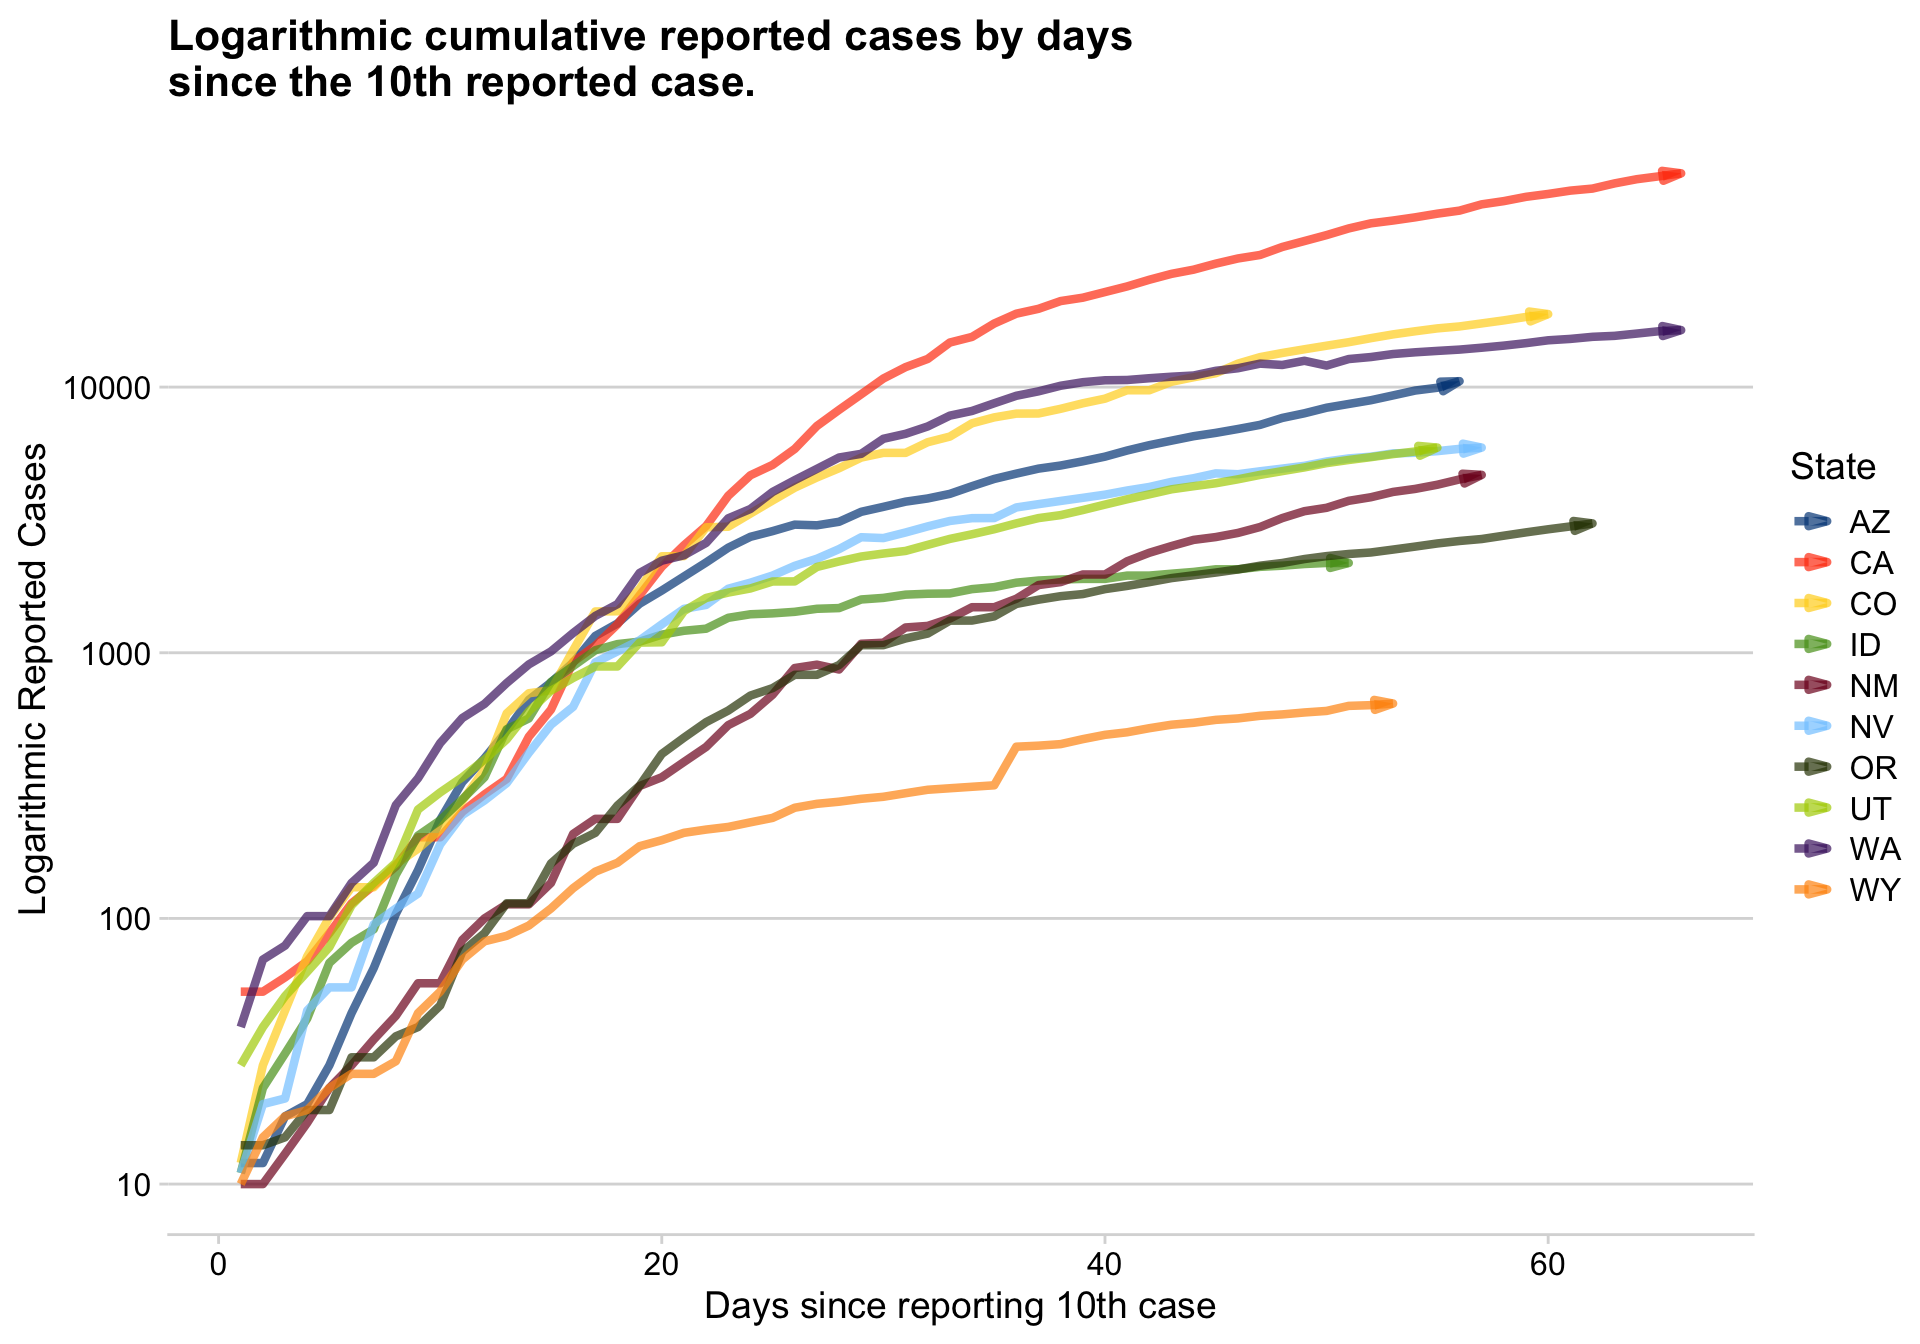 Logarithmic cumulative reported cases by days
since the 10th reported case.
Logarithmic Reported Cases
10000
1000
100
10
0
20
40
60
Days since reporting 10th case
State
AZ
CA
CO
ID
NM
NV
OR
UT
WA
WY